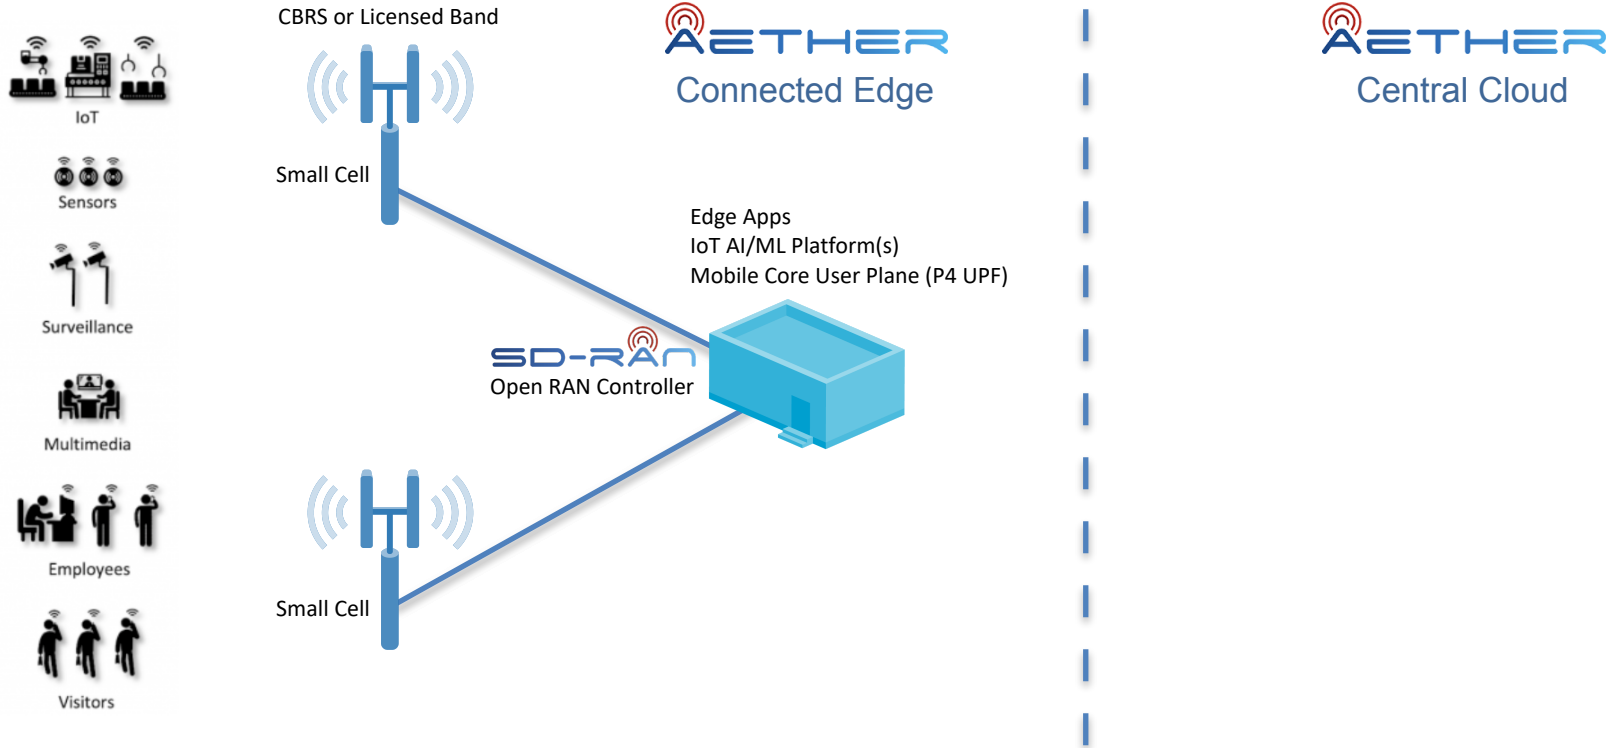 CBRS or Licensed Band
AETHER
Connected Edge
AETHER
Central Cloud
IoT
Sensors
Surveillance
Multimedia
Employees
Visitors
Small Cell
Edge Apps
IoT AI/ML Platform(s)
Mobile Core User Plane (P4 UPF)
SD-RAN
Open RAN Controller
Small Cell